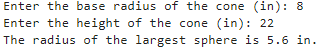 Enter the base radius of the cone (in): 8
Enter the height of the cone (in): 22
The radius of the largest sphere is 5.6 in.